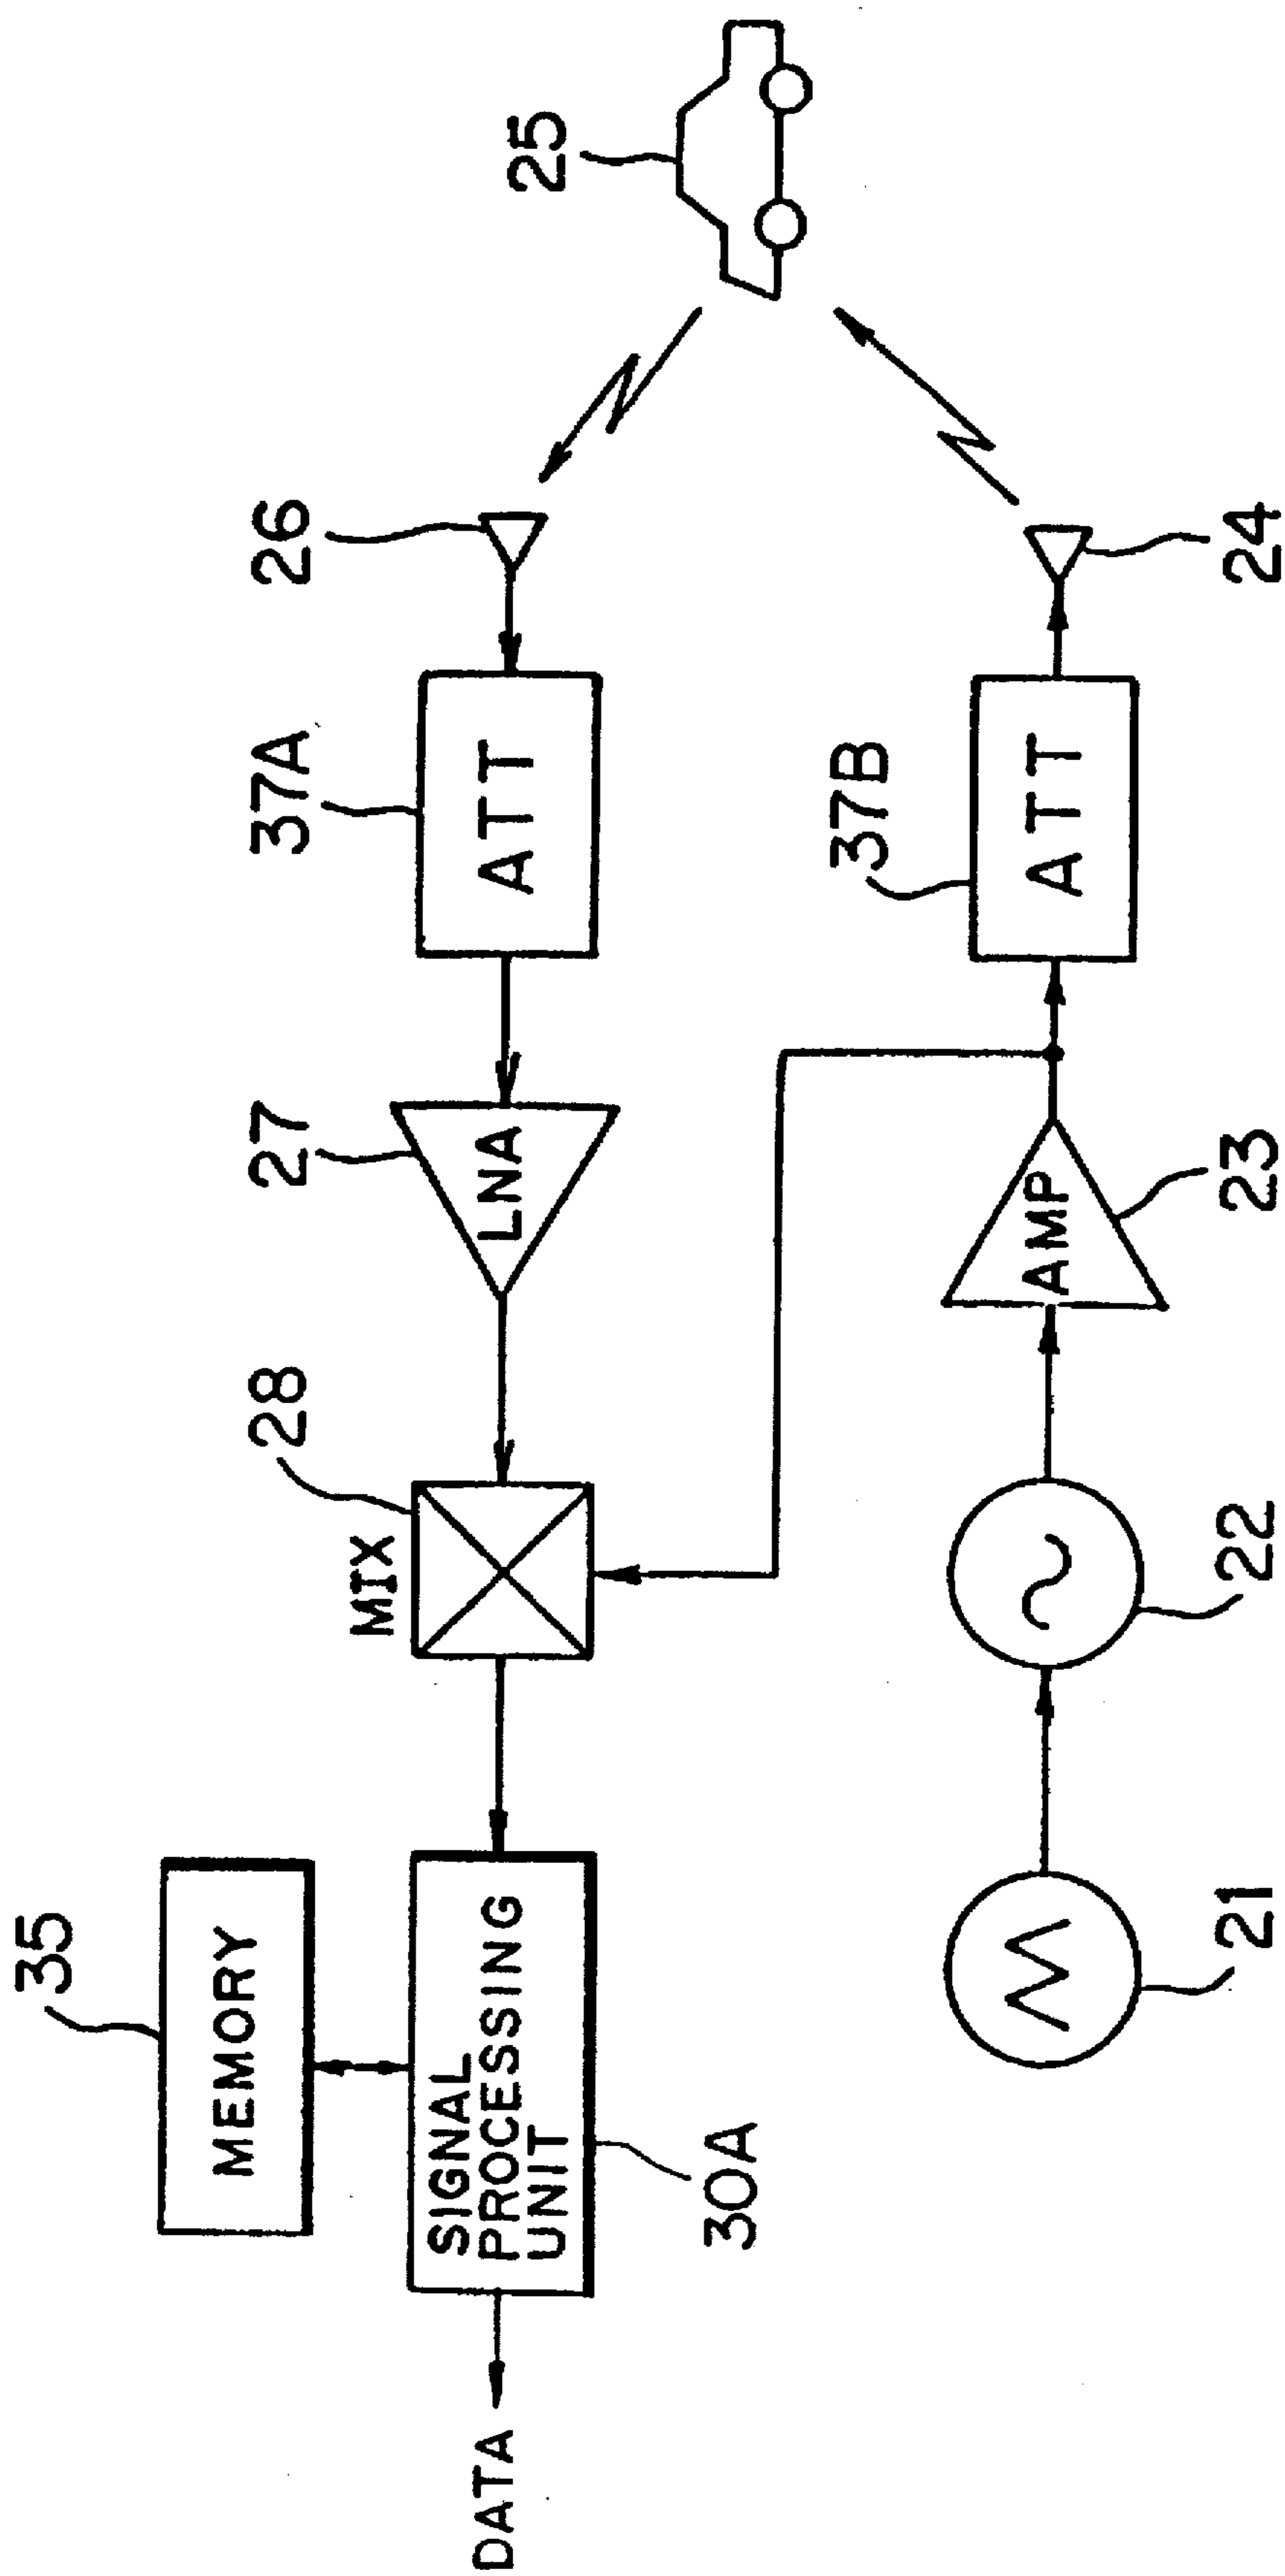 35
MEMORY
28
27
37A
26
MIX
DATA
SIGNAL
PROCESSING
UNIT
LNA
ATT
25
30A
37B
AMP
ATT
21
22
23
24